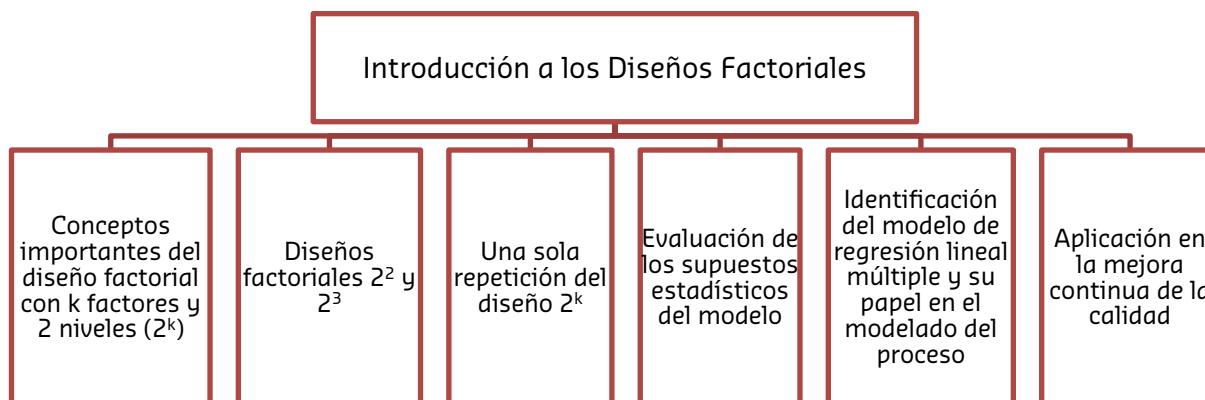 Introducción a los Diseños Factoriales
Conceptos
importantes del
diseño factorial
con k factores y
2 niveles (2ᵏ)
Diseños
factoriales 2² y
2³
Una sola
repetición del
diseño 2ᵏ
Evaluación de
los supuestos
estadísticos
del modelo
Identificación
del modelo de
regresión lineal
múltiple y su
papel en el
modelado del
proceso
Aplicación en
la mejora
continua de la
calidad